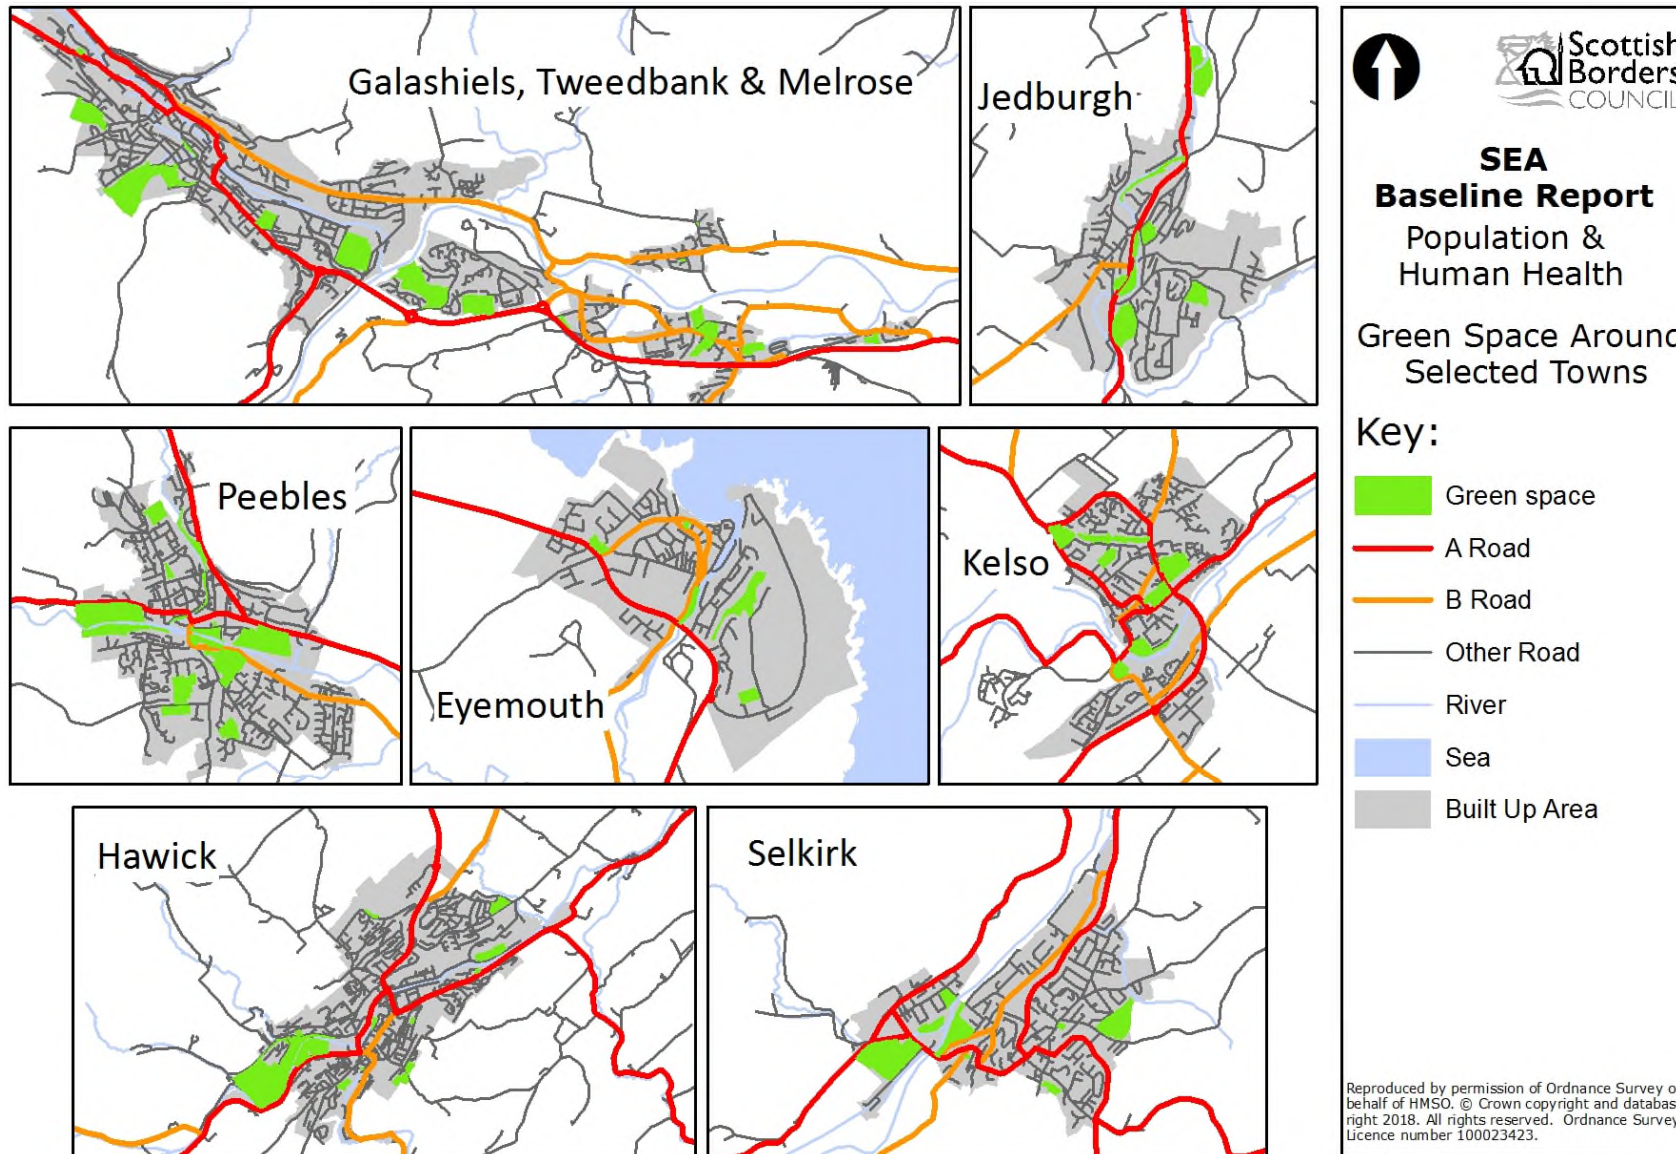 Galashiels, Tweedbank & Melrose
Jedburgh
Peebles
Eyemouth
Kelso
Hawick
Selkirk
Scottish
Borders
COUNCIL
SEA
Baseline Report
Population &
Human Health
Green Space Around
Selected Towns
Key:
Green space
A Road
B Road
Other Road
River
Sea
Built Up Area
Reproduced by permission of Ordnance Survey o
behalf of HMSO. © Crown copyright and databas
right 2018. All rights reserved. Ordnance Survey
Licence number 100023423.